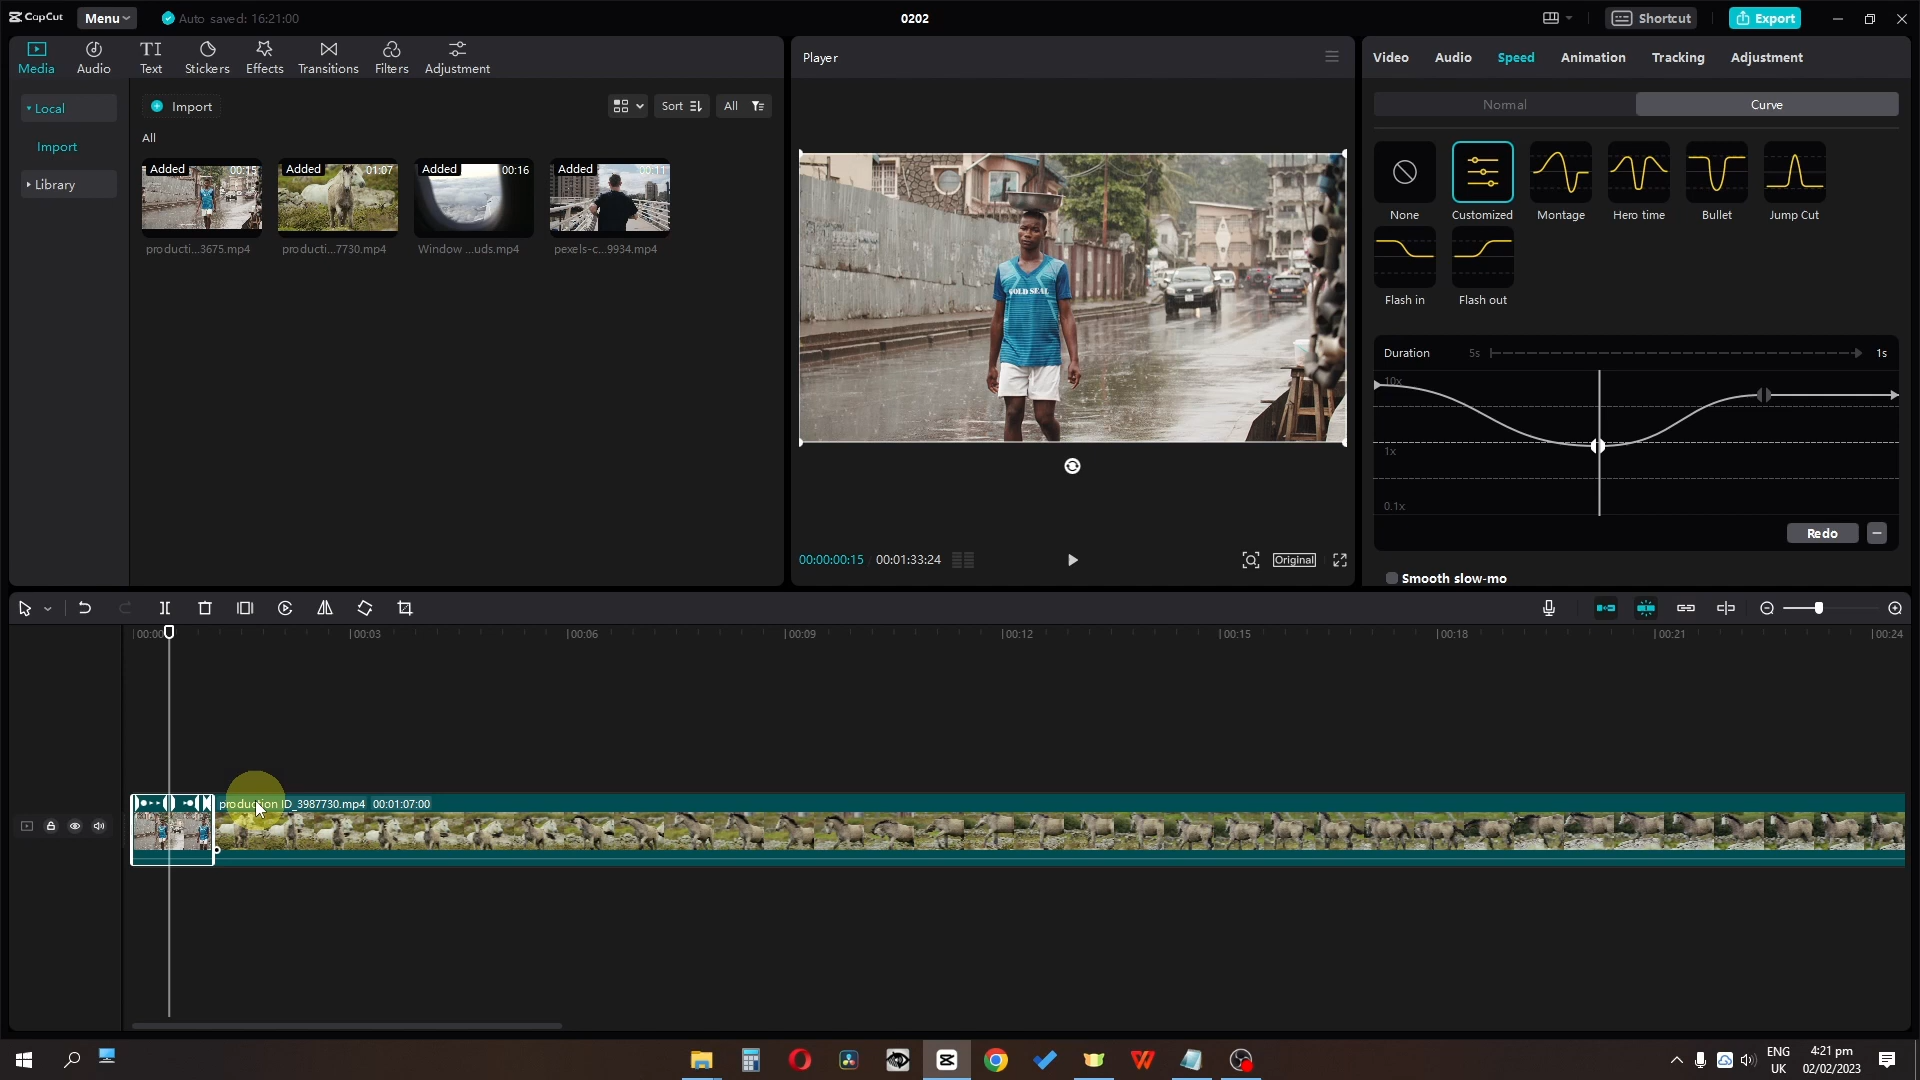 CapCut
Menu
Auto saved: 16:21:00
0202
Shortcut
Export
Media
Audio
Text
Stickers
Effects
Transitions
Filters
Adjustment
Local
Import
Library
Import
Sort
All
All
Added
00:15
Added
01:07
Added
00:16
Added
00:11
producti...3675.mp4
producti...7730.mp4
Window ...uds.mp4
pexels-c...9934.mp4
Player
GOLD SEAL
00:00:00:15
00:01:33:24
Original
Video
Audio
Speed
Animation
Tracking
Adjustment
Normal
Curve
None
Customized
Montage
Hero time
Bullet
Jump Cut
Flash in
Flash out
Duration
5s
1s
10x
1x
0.1x
Redo
Smooth slow-mo
00:00
00:03
00:06
00:09
00:12
00:15
00:18
00:21
00:24
production ID_3987730.mp4 00:01:07:00
ENG
UK
4:21 pm
02/02/2023